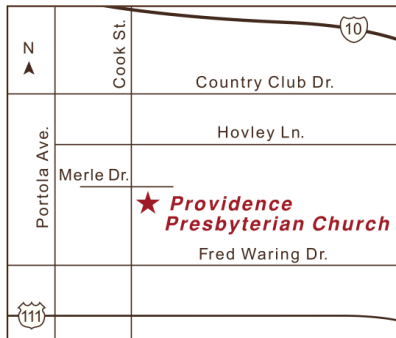 10
N
Cook St.
Country Club Dr.
Hovley Ln.
Portola Ave.
Merle Dr.
Providence
Presbyterian Church
Fred Waring Dr.
111